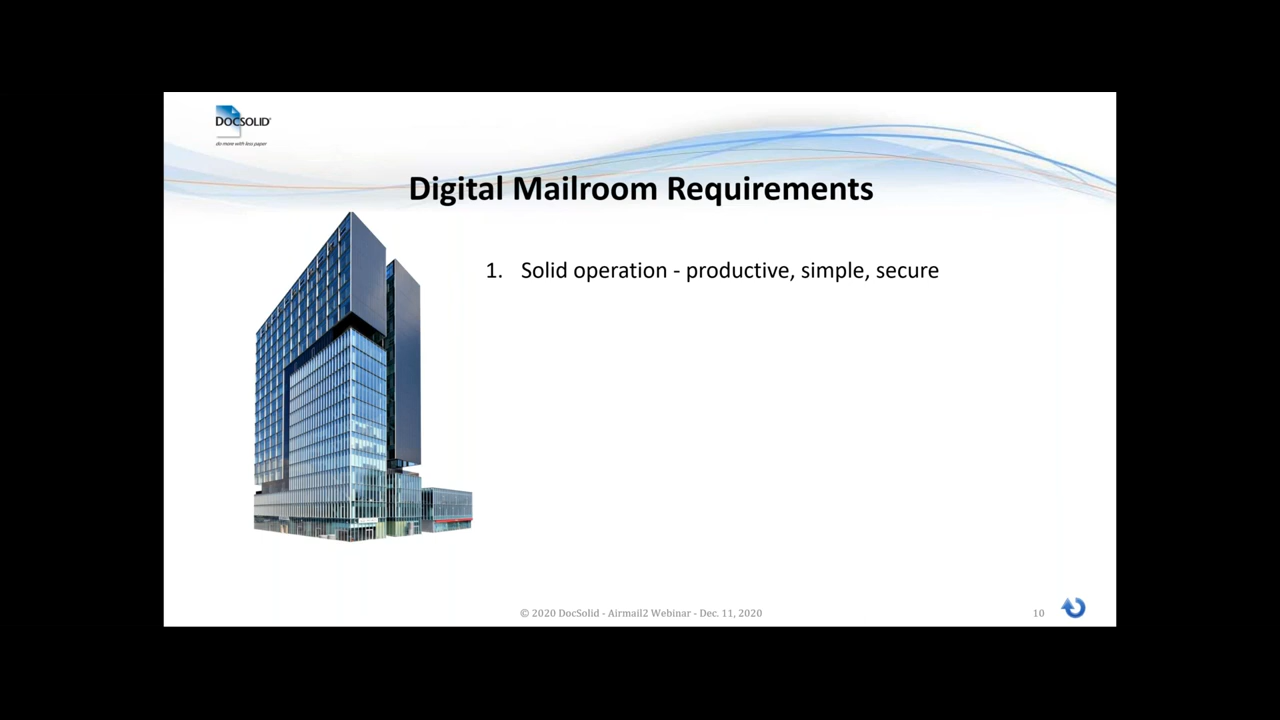 DOCSOLID
do more with less paper
Digital Mailroom Requirements
1. Solid operation - productive, simple, secure
© 2020 DocSolid - Airmail2 Webinar - Dec. 11, 2020
10